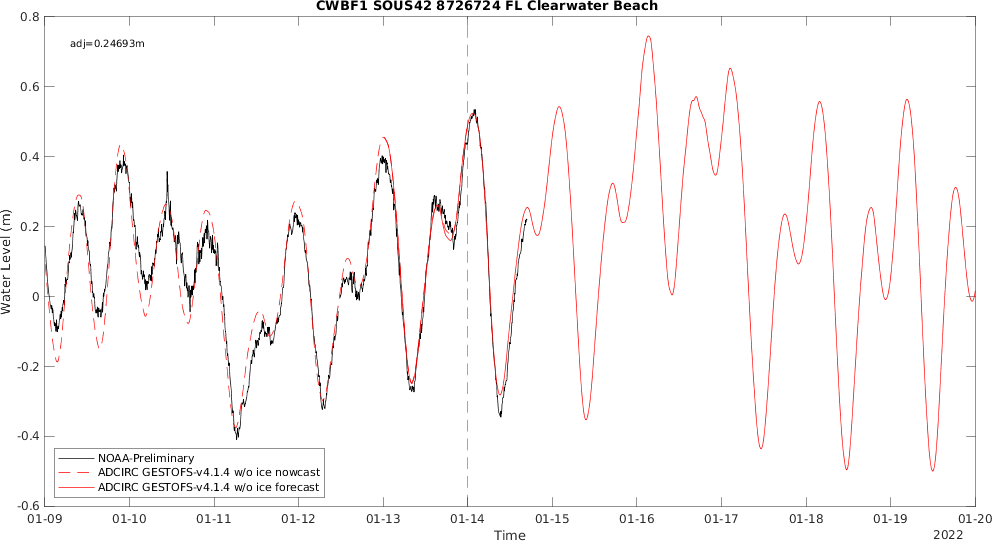 CWBF1 SOUS42 8726724 FL Clearwater Beach
adj=0.24693m
0.8
0.6
0.4
0.2
0
-0.2
-0.4
-0.6
Water Level (m)
NOAA-Preliminary
ADCIRC GESTOFS-v4.1.4 w/o ice nowcast
ADCIRC GESTOFS-v4.1.4 w/o ice forecast
01-09 01-10 01-11 01-12 01-13 01-14 01-15 01-16 01-17 01-18 01-19 01-20
Time
2022